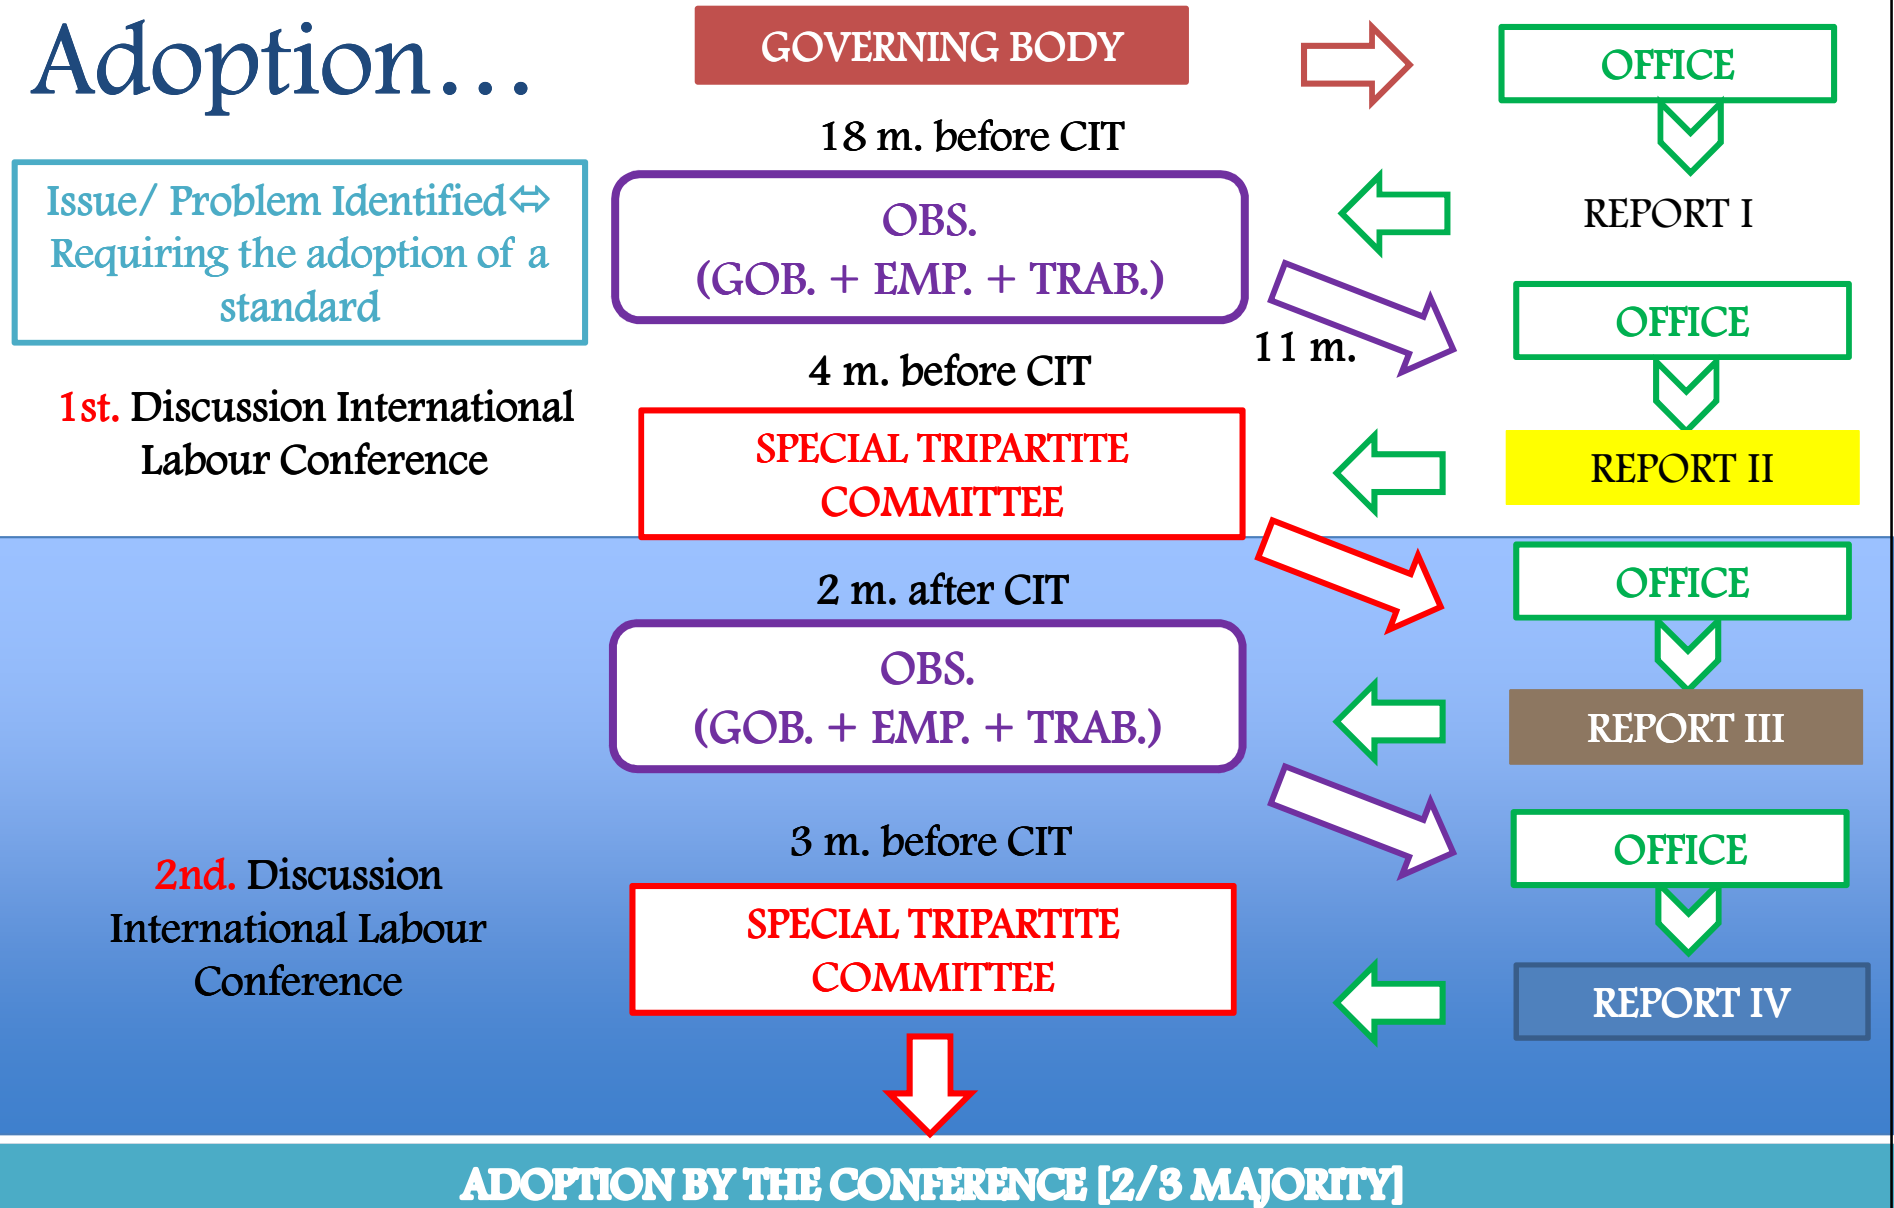 Adoption…
GOVERNING BODY
OFFICE
18 m. before CIT
Issue/ Problem Identified⬄
Requiring the adoption of a
standard
OBS.
(GOB. + EMP. + TRAB.)
REPORT I
11 m.
OFFICE
4 m. before CIT
1st. Discussion International
Labour Conference
SPECIAL TRIPARTITE
COMMITTEE
REPORT II
OFFICE
2 m. after CIT
OBS.
(GOB. + EMP. + TRAB.)
REPORT III
OFFICE
3 m. before CIT
2nd. Discussion
International Labour
Conference
SPECIAL TRIPARTITE
COMMITTEE
REPORT IV
ADOPTION BY THE CONFERENCE [2/3 MAJORITY]